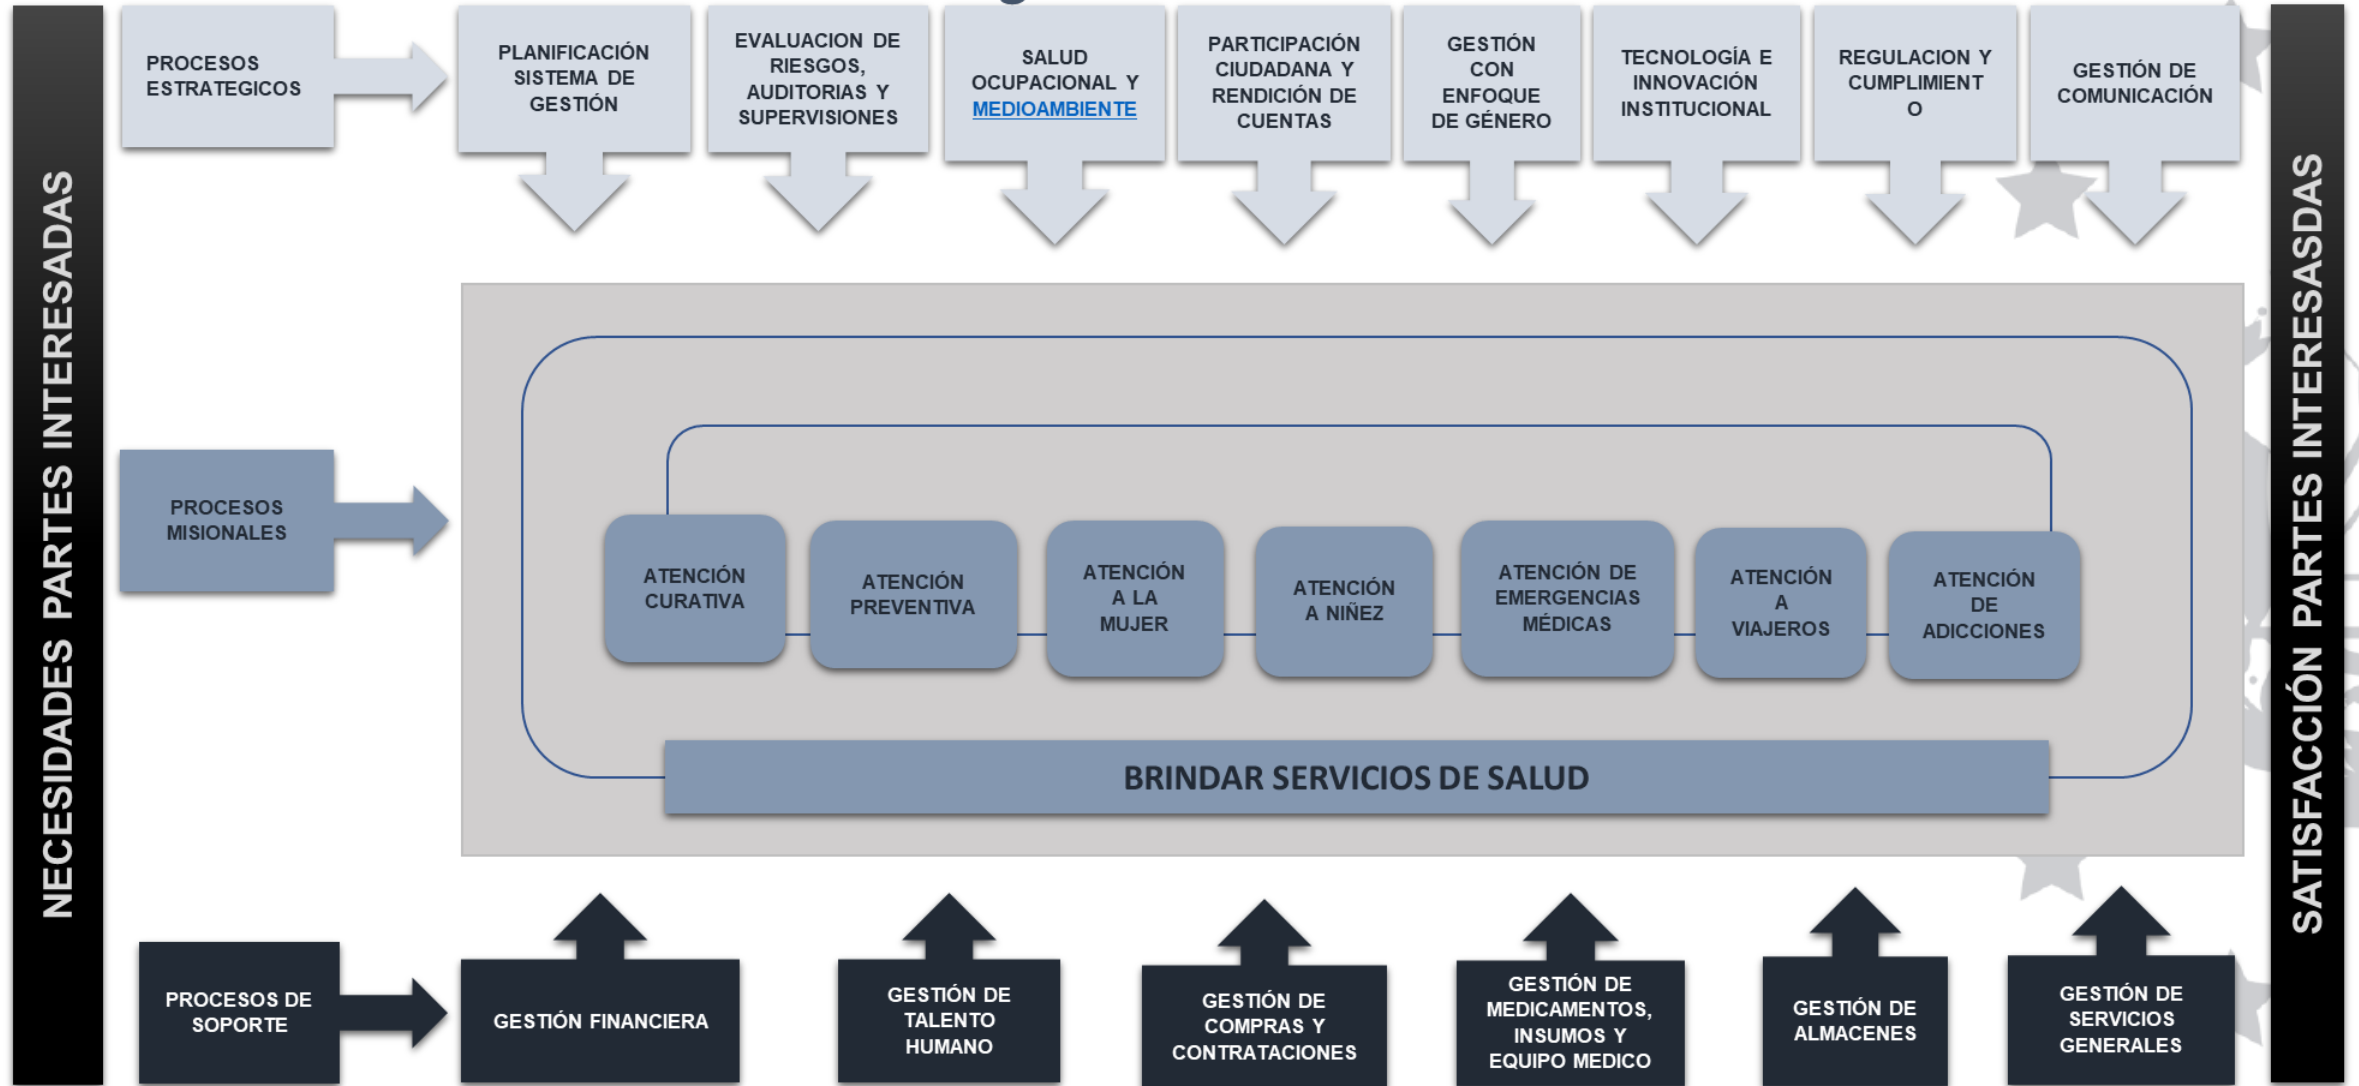 NECESIDADES PARTES INTERESADAS
PROCESOS
ESTRATEGICOS
PLANIFICACIÓN
SISTEMA DE
GESTIÓN
EVALUACION DE
RIESGOS,
AUDITORIAS Y
SUPERVISIONES
SALUD
OCUPACIONAL Y
MEDIOAMBIENTE
PARTICIPACIÓN
CIUDADANA Y
RENDICIÓN DE
CUENTAS
GESTIÓN
CON
ENFOQUE
DE GÉNERO
TECNOLOGÍA E
INNOVACIÓN
INSTITUCIONAL
REGULACION Y
CUMPLIMIENT
O
GESTIÓN DE
COMUNICACIÓN
PROCESOS
MISIONALES
ATENCIÓN
CURATIVA
ATENCIÓN
PREVENTIVA
ATENCIÓN
A LA
MUJER
ATENCIÓN
A NIÑEZ
ATENCIÓN DE
EMERGENCIAS
MÉDICAS
ATENCIÓN
A
VIAJEROS
ATENCIÓN
DE
ADICCIONES
BRINDAR SERVICIOS DE SALUD
PROCESOS DE
SOPORTE
GESTIÓN FINANCIERA
GESTIÓN DE
TALENTO
HUMANO
GESTIÓN DE
COMPRAS Y
CONTRATACIONES
GESTIÓN DE
MEDICAMENTOS,
INSUMOS Y
EQUIPO MEDICO
GESTIÓN DE
ALMACENES
GESTIÓN DE
SERVICIOS
GENERALES
SATISFACCIÓN PARTES INTERESASDAS